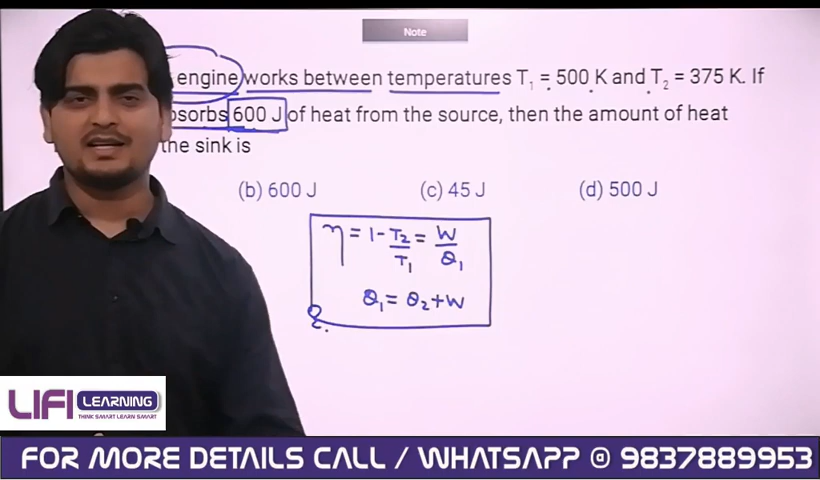 Note
engine works between temperatures T₁ = 500 K and T₂ = 375 K. If
absorbs 600 J of heat from the source, then the amount of heat
the sink is
(b) 600 J
(c) 45 J
(d) 500 J
η = 1 - T₂/T₁ = W/Q₁
Q₁ = Q₂ + W
LIFI LEARNING
THINK SMART LEARN SMART
FOR MORE DETAILS CALL / WHATSAPP @ 9837889953